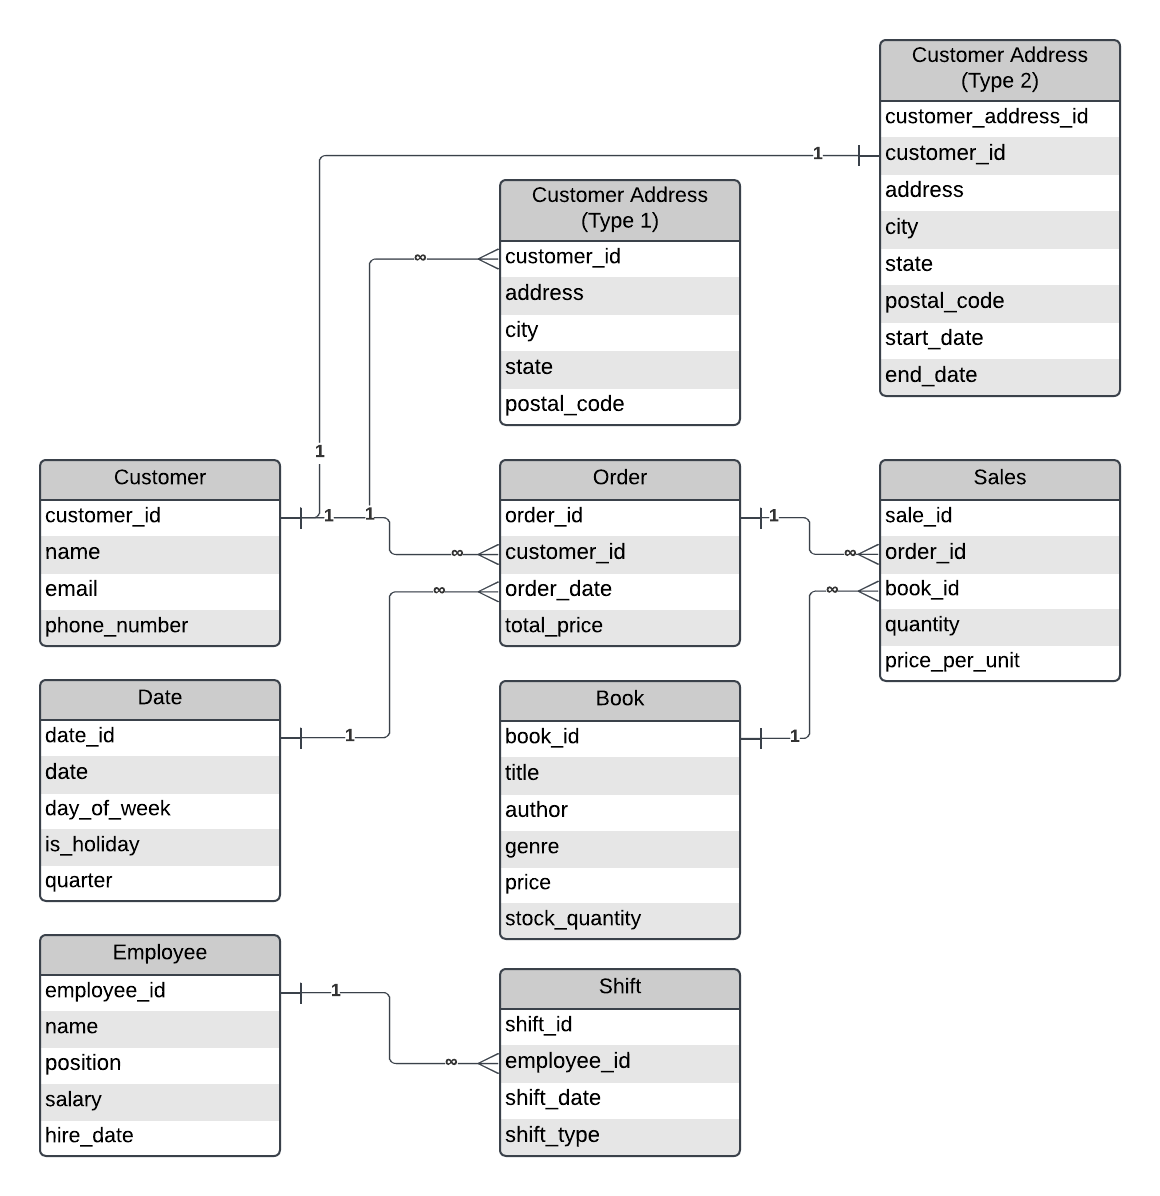 Customer Address
(Type 2)
customer_address_id
customer_id
address
city
state
postal_code
start_date
end_date
1
Customer Address
(Type 1)
customer_id
address
city
state
postal_code
∞
1
Customer
customer_id
name
email
phone_number
1
1
∞
Order
order_id
customer_id
order_date
total_price
1
∞
Sales
sale_id
order_id
book_id
quantity
price_per_unit
∞
∞
Date
date_id
date
day_of_week
is_holiday
quarter
1
Book
book_id
title
author
genre
price
stock_quantity
1
Employee
employee_id
name
position
salary
hire_date
1
∞
Shift
shift_id
employee_id
shift_date
shift_type